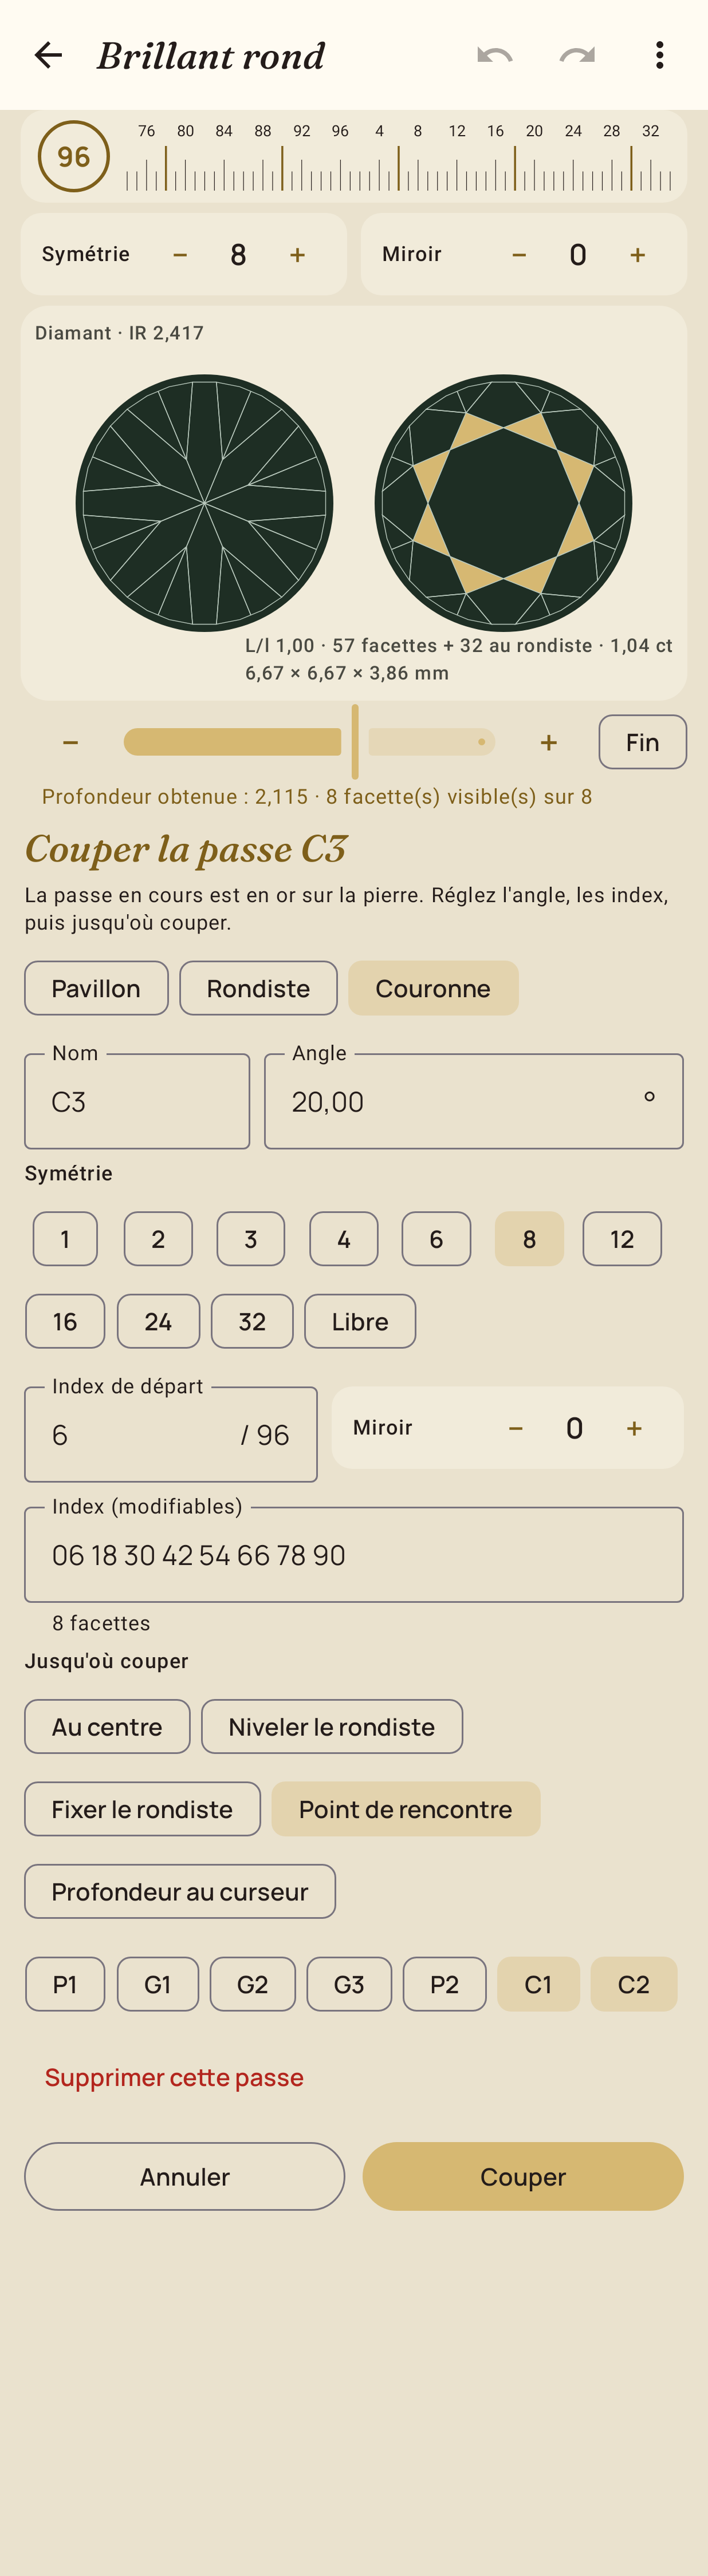 Brillant rond
96
76 80 84 88 92 96 4 8 12 16 20 24 28 32
Symétrie − 8 +
Miroir − 0 +
Diamant · IR 2,417
L/l 1,00 · 57 facettes + 32 au rondiste · 1,04 ct
6,67 × 6,67 × 3,86 mm
− + Fin
Profondeur obtenue : 2,115 · 8 facette(s) visible(s) sur 8
Couper la passe C3
La passe en cours est en or sur la pierre. Réglez l'angle, les index,
puis jusqu'où couper.
Pavillon Rondiste Couronne
Nom Angle
C3 20,00 °
Symétrie
1 2 3 4 6 8 12
16 24 32 Libre
Index de départ
6 / 96
Miroir − 0 +
Index (modifiables)
06 18 30 42 54 66 78 90
8 facettes
Jusqu'où couper
Au centre Niveler le rondiste
Fixer le rondiste Point de rencontre
Profondeur au curseur
P1 G1 G2 G3 P2 C1 C2
Supprimer cette passe
Annuler Couper